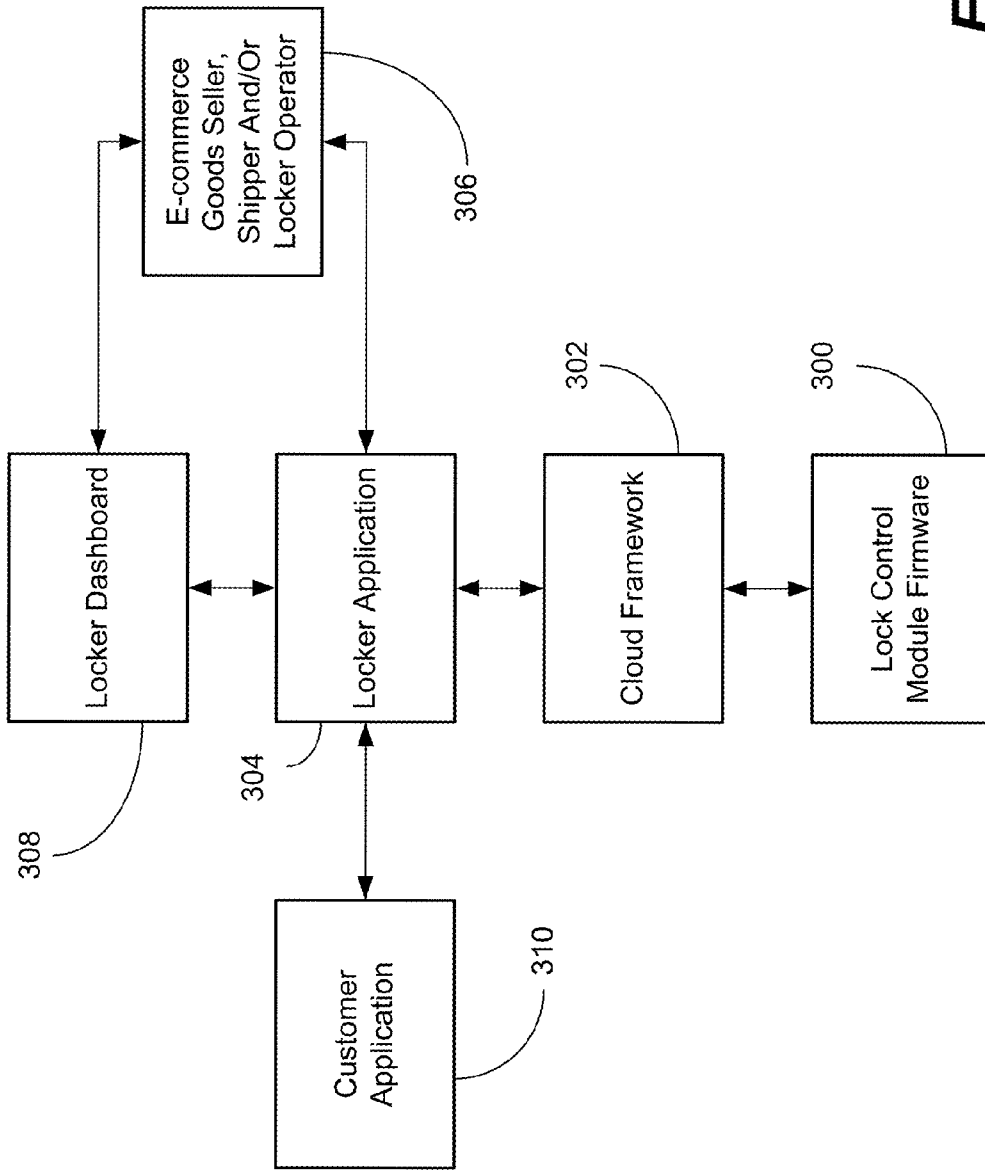 308
Locker Dashboard
E-commerce
Goods Seller,
Shipper And/Or
Locker Operator
306
304
Locker Application
Customer
Application
310
302
Cloud Framework
300
Lock Control
Module Firmware